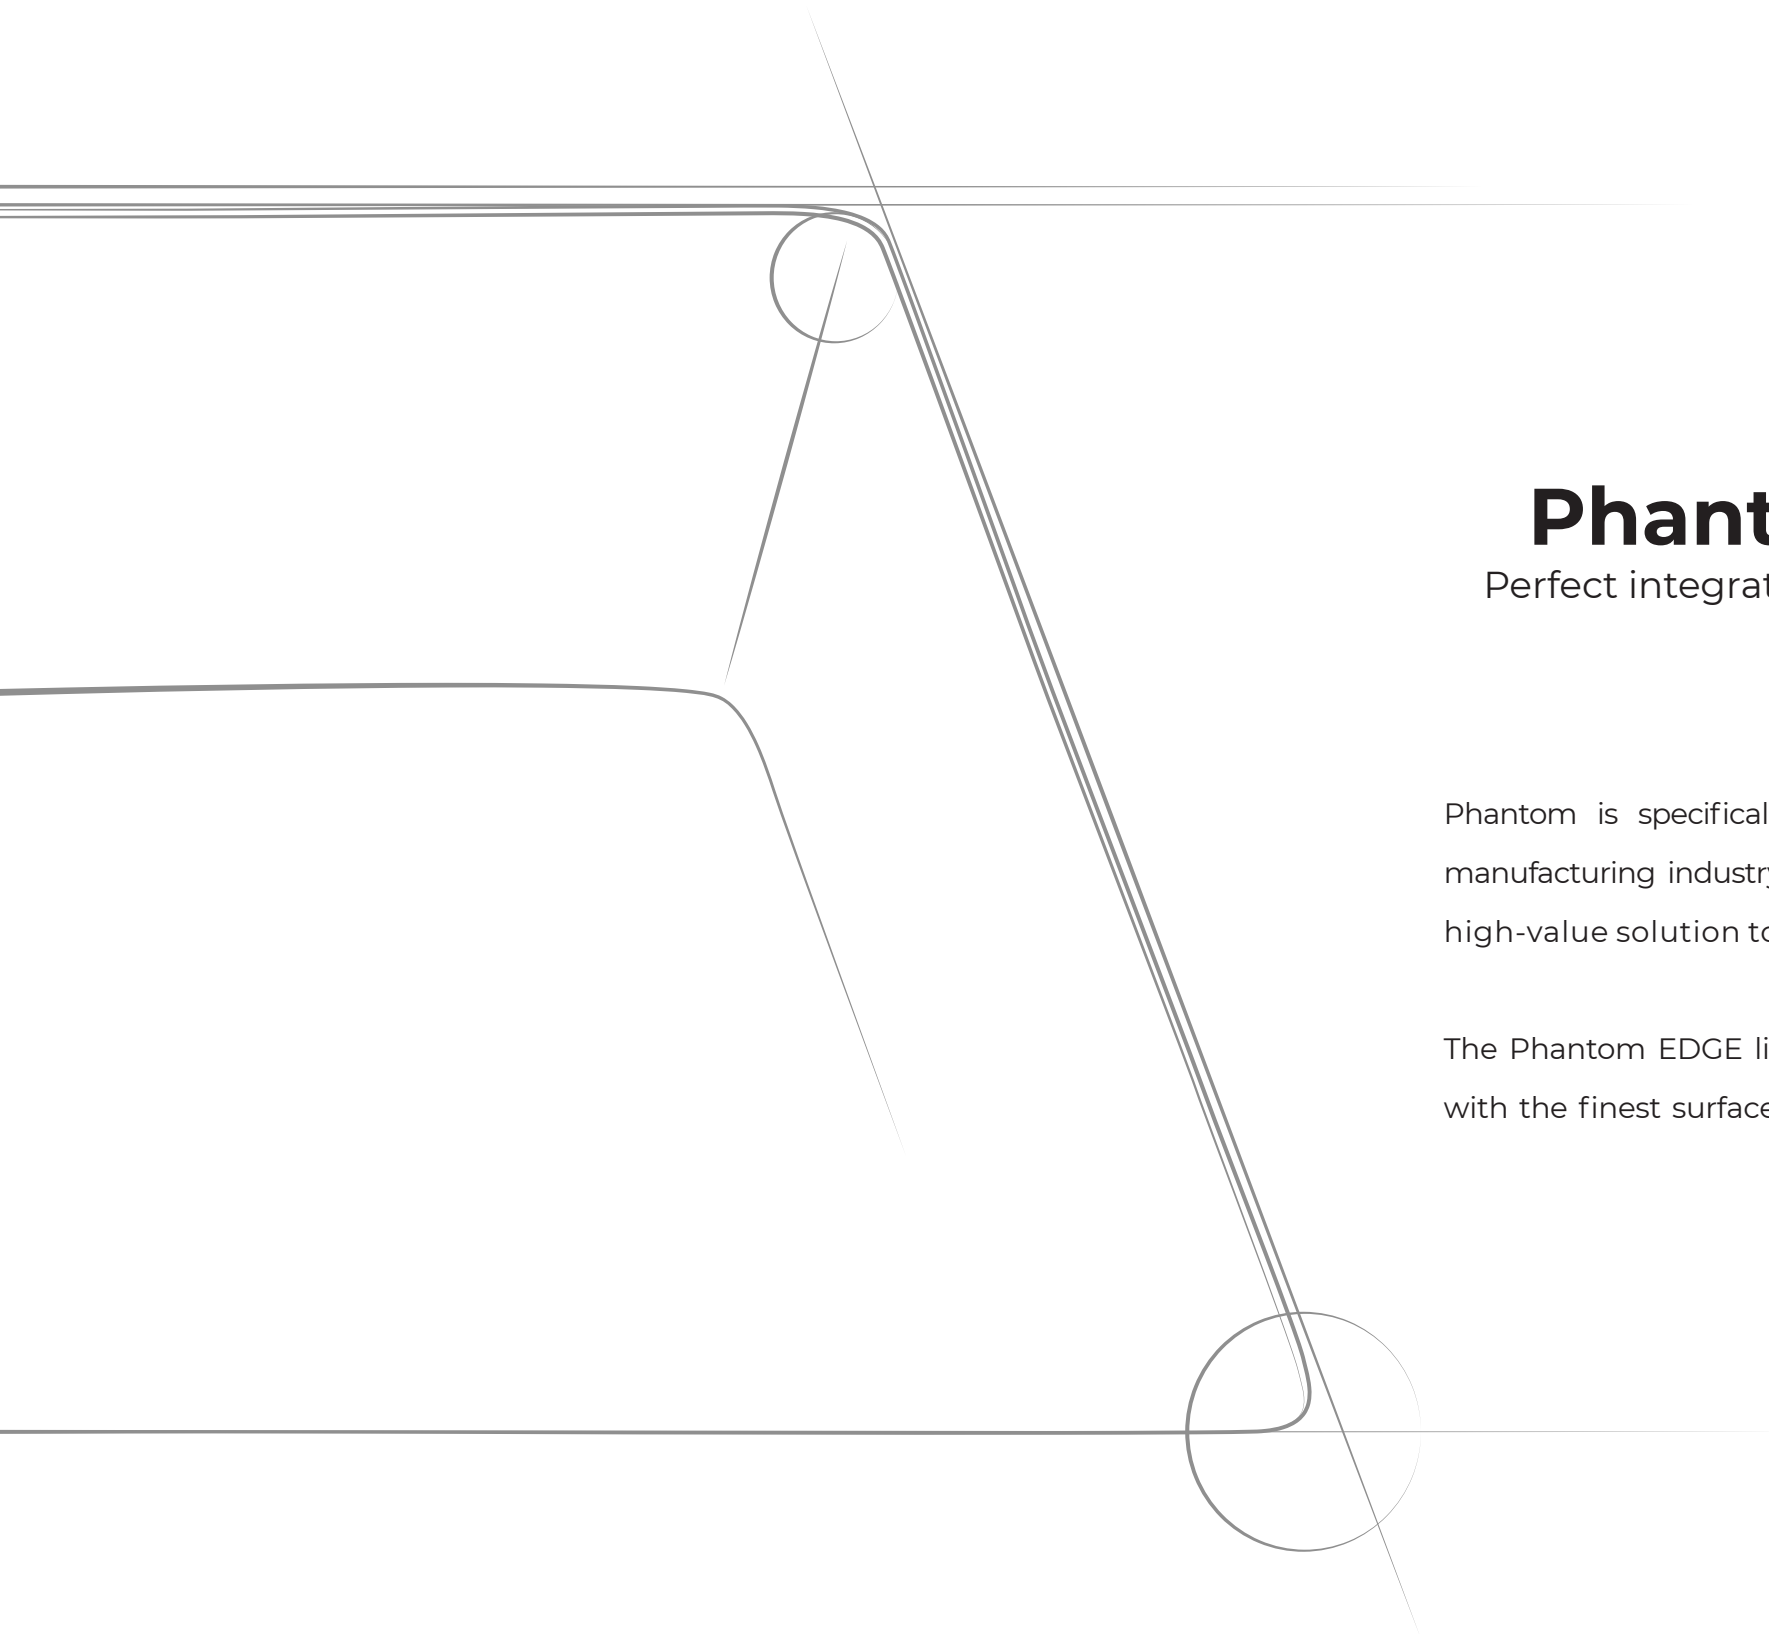 Phant
Perfect integrat
Phantom is specifical
manufacturing industry
high-value solution to
The Phantom EDGE li
with the finest surface